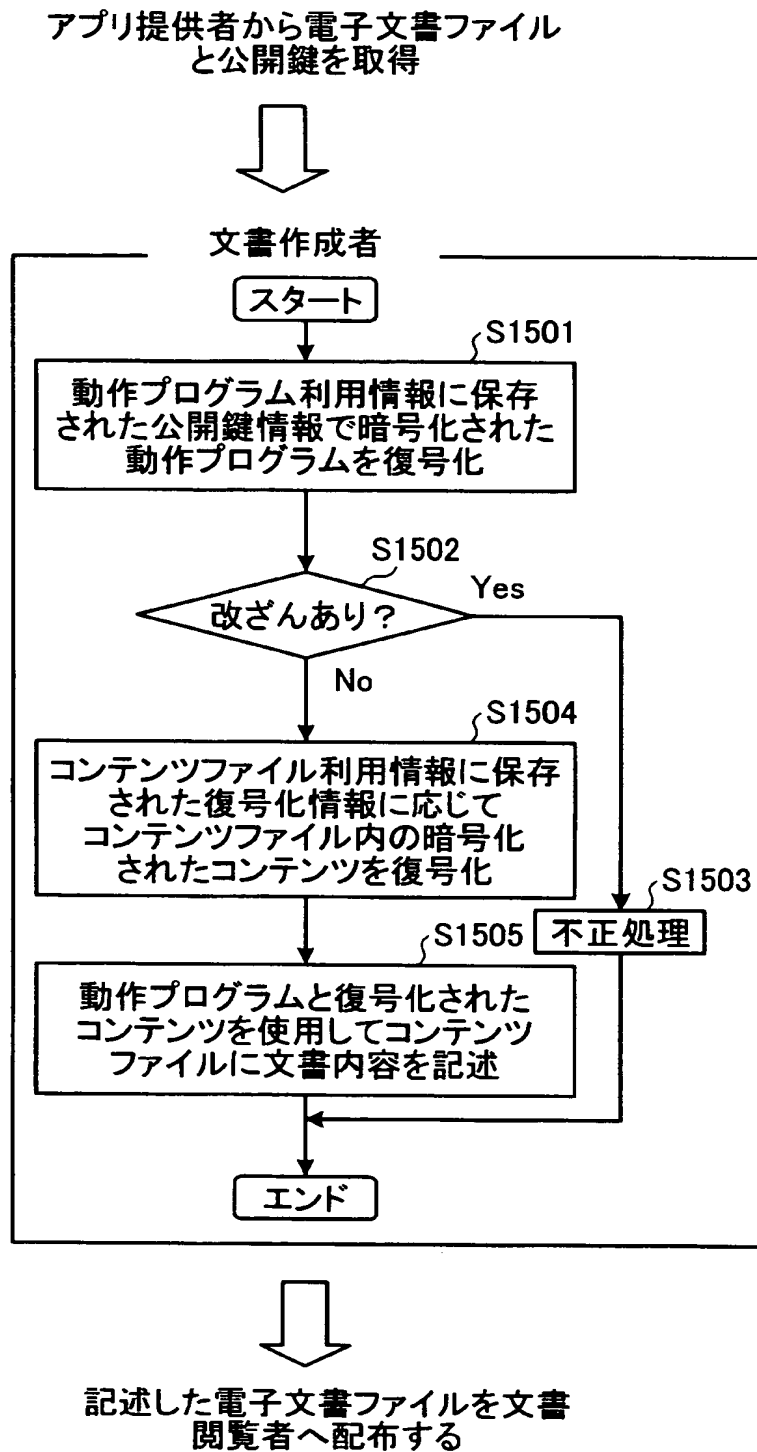 アプリ提供者から電子文書ファイル
と公開鍵を取得
文書作成者
スタート
S1501
動作プログラム利用情報に保存
された公開鍵情報で暗号化された
動作プログラムを復号化
S1502
改ざんあり？
Yes
No
S1504
コンテンツファイル利用情報に保存
された復号化情報に応じて
コンテンツファイル内の暗号化
されたコンテンツを復号化
S1503
不正処理
S1505
動作プログラムと復号化された
コンテンツを使用してコンテンツ
ファイルに文書内容を記述
エンド
記述した電子文書ファイルを文書
閲覧者へ配布する